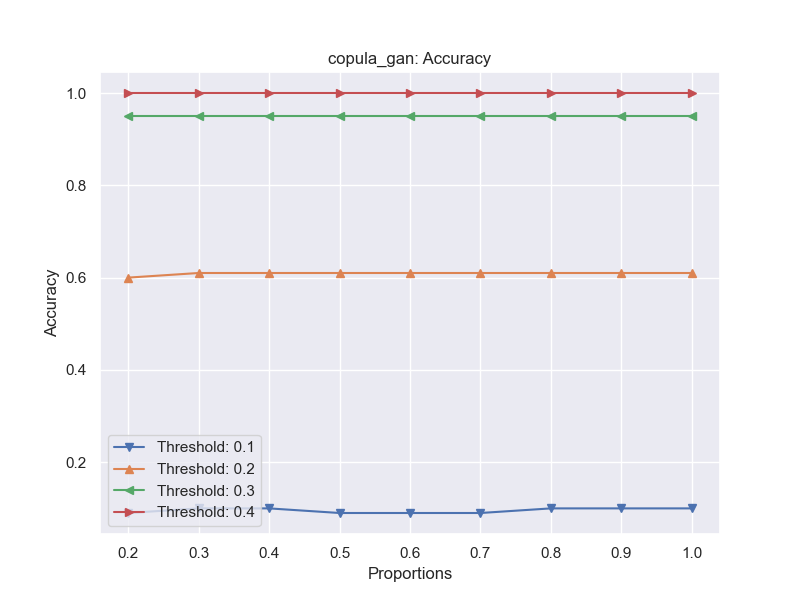 copula_gan: Accuracy
1.0
0.8
0.6
0.4
0.2
Accuracy
Threshold: 0.1
Threshold: 0.2
Threshold: 0.3
Threshold: 0.4
0.2 0.3 0.4 0.5 0.6 0.7 0.8 0.9 1.0
Proportions